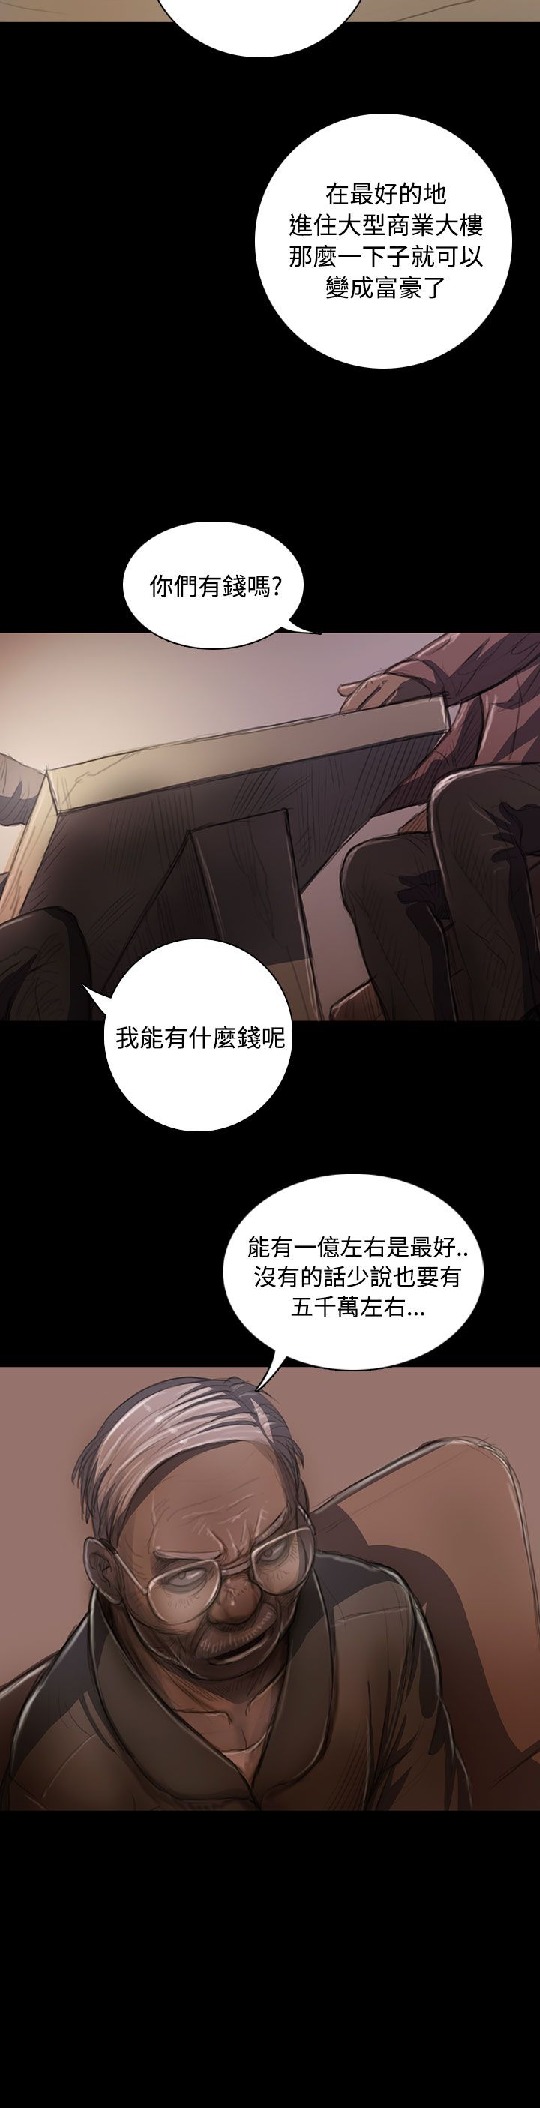 在最好的地
進住大型商業大樓
那麼一下子就可以
變成富豪了
你們有錢嗎?
我能有什麼錢呢
能有一億左右是最好..
沒有的話少說也要有
五千萬左右...